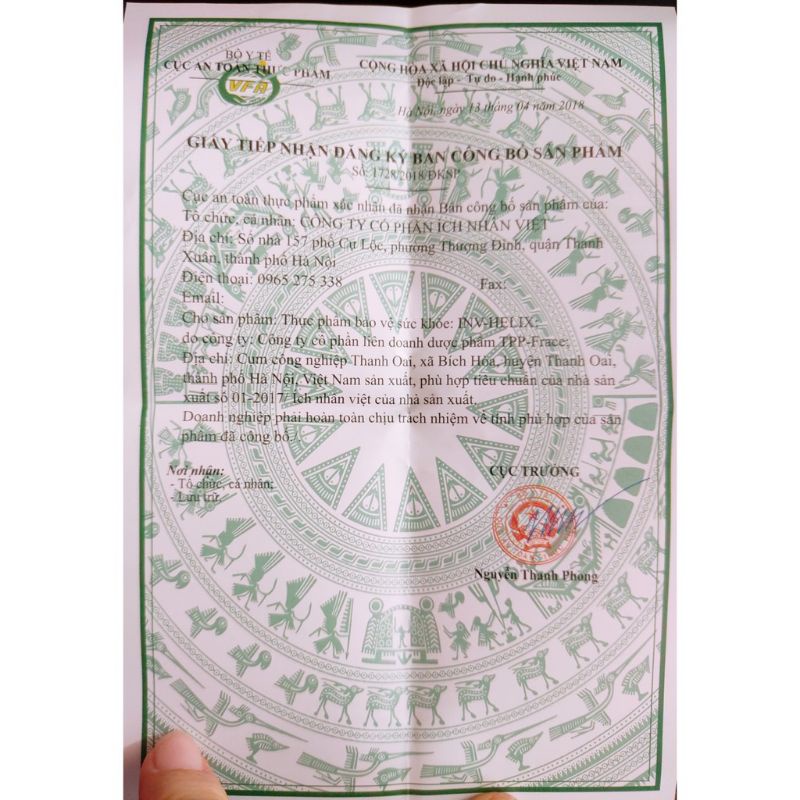 BỘ Y TẾ
CỤC AN TOÀN THỰC PHẨM
VFA
CỘNG HÒA XÃ HỘI CHỦ NGHĨA VIỆT NAM
Độc lập - Tự do - Hạnh phúc
Hà Nội, ngày 13 tháng 04 năm 2018
GIẤY TIẾP NHẬN ĐĂNG KÝ BẢN CÔNG BỐ SẢN PHẨM
Số: 1728/2018/ĐKSP
Cục an toàn thực phẩm xác nhận đã nhận Bản công bố sản phẩm của:
Tổ chức, cá nhân: CÔNG TY CỔ PHẦN ÍCH NHÂN VIỆT
Địa chỉ: Số nhà 157 phố Cự Lộc, phường Thượng Đình, quận Thanh
Xuân, thành phố Hà Nội
Điện thoại: 0965 275 338 Fax:
Email:
Cho sản phẩm: Thực phẩm bảo vệ sức khỏe: INV-HELIX;
do công ty: Công ty cổ phần liên doanh dược phẩm TPP-Frace;
Địa chỉ: Cụm công nghiệp Thanh Oai, xã Bích Hòa, huyện Thanh Oai,
thành phố Hà Nội, Việt Nam sản xuất, phù hợp tiêu chuẩn của nhà sản
xuất số 01-2017/ Ích nhân việt của nhà sản xuất.
Doanh nghiệp phải hoàn toàn chịu trách nhiệm về tính phù hợp của sản
phẩm đã công bố./.
Nơi nhận:
- Tổ chức, cá nhân;
- Lưu trữ.
CỤC TRƯỞNG
Nguyễn Thanh Phong